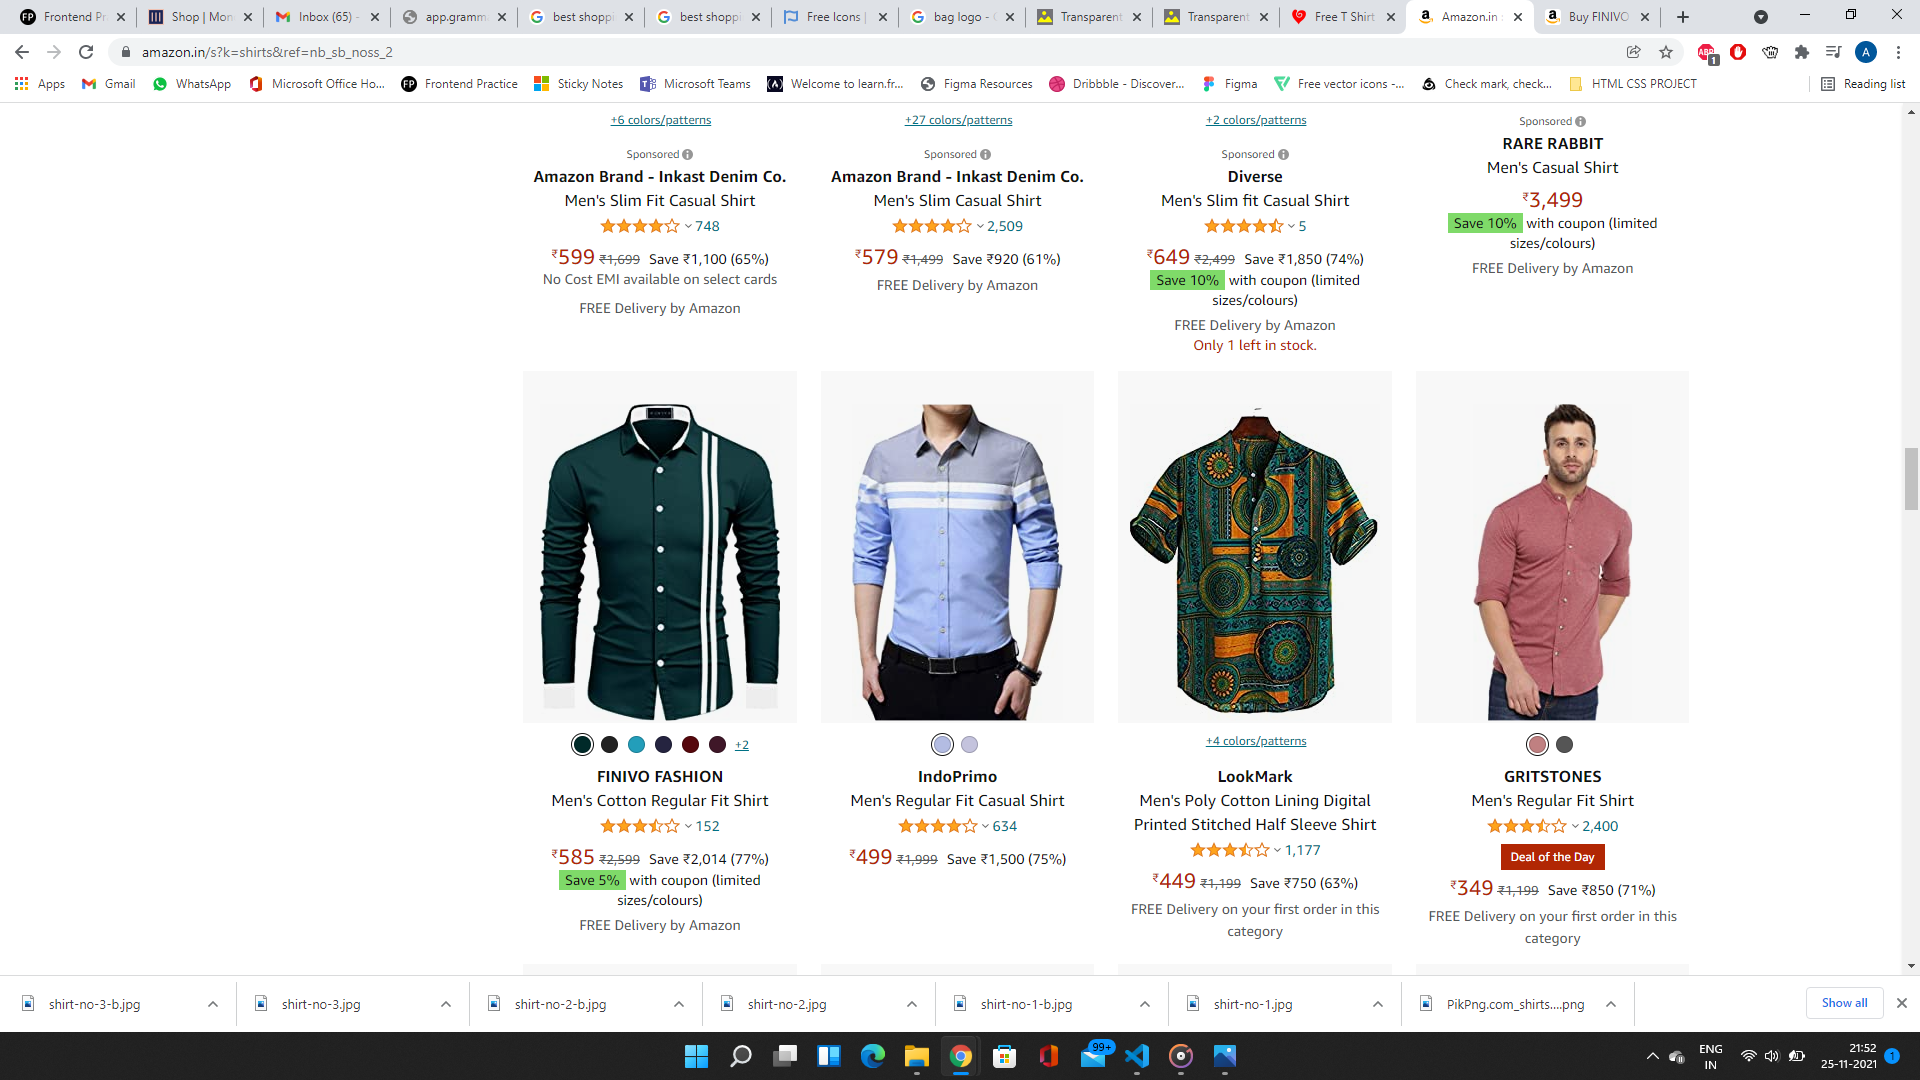 Frontend Pr
Shop | Mon
Inbox (65) -
app.gramm
best shoppi
best shoppi
Free Icons |
bag logo -
Transparent
Transparent
Free T Shirt
Amazon.in
Buy FINIVO
amazon.in/s?k=shirts&ref=nb_sb_noss_2
Apps
Gmail
WhatsApp
Microsoft Office Ho...
Frontend Practice
Sticky Notes
Microsoft Teams
Welcome to learn.fr...
Figma Resources
Dribbble - Discover...
Figma
Free vector icons -...
Check mark, check...
HTML CSS PROJECT
Reading list
+6 colors/patterns
Sponsored
Amazon Brand - Inkast Denim Co.
Men's Slim Fit Casual Shirt
748
₹599 ₹1,699 Save ₹1,100 (65%)
No Cost EMI available on select cards
FREE Delivery by Amazon
+27 colors/patterns
Sponsored
Amazon Brand - Inkast Denim Co.
Men's Slim Casual Shirt
2,509
₹579 ₹1,499 Save ₹920 (61%)
FREE Delivery by Amazon
+2 colors/patterns
Sponsored
Diverse
Men's Slim fit Casual Shirt
5
₹649 ₹2,499 Save ₹1,850 (74%)
Save 10% with coupon (limited
sizes/colours)
FREE Delivery by Amazon
Only 1 left in stock.
Sponsored
RARE RABBIT
Men's Casual Shirt
₹3,499
Save 10% with coupon (limited
sizes/colours)
FREE Delivery by Amazon
+2
FINIVO FASHION
Men's Cotton Regular Fit Shirt
152
₹585 ₹2,599 Save ₹2,014 (77%)
Save 5% with coupon (limited
sizes/colours)
FREE Delivery by Amazon
IndoPrimo
Men's Regular Fit Casual Shirt
634
₹499 ₹1,999 Save ₹1,500 (75%)
+4 colors/patterns
LookMark
Men's Poly Cotton Lining Digital
Printed Stitched Half Sleeve Shirt
1,177
₹449 ₹1,199 Save ₹750 (63%)
FREE Delivery on your first order in this
category
GRITSTONES
Men's Regular Fit Shirt
2,400
Deal of the Day
₹349 ₹1,199 Save ₹850 (71%)
FREE Delivery on your first order in this
category
shirt-no-3-b.jpg
shirt-no-3.jpg
shirt-no-2-b.jpg
shirt-no-2.jpg
shirt-no-1-b.jpg
shirt-no-1.jpg
PikPng.com_shirts....png
Show all
99+
ENG
IN
21:52
25-11-2021
1